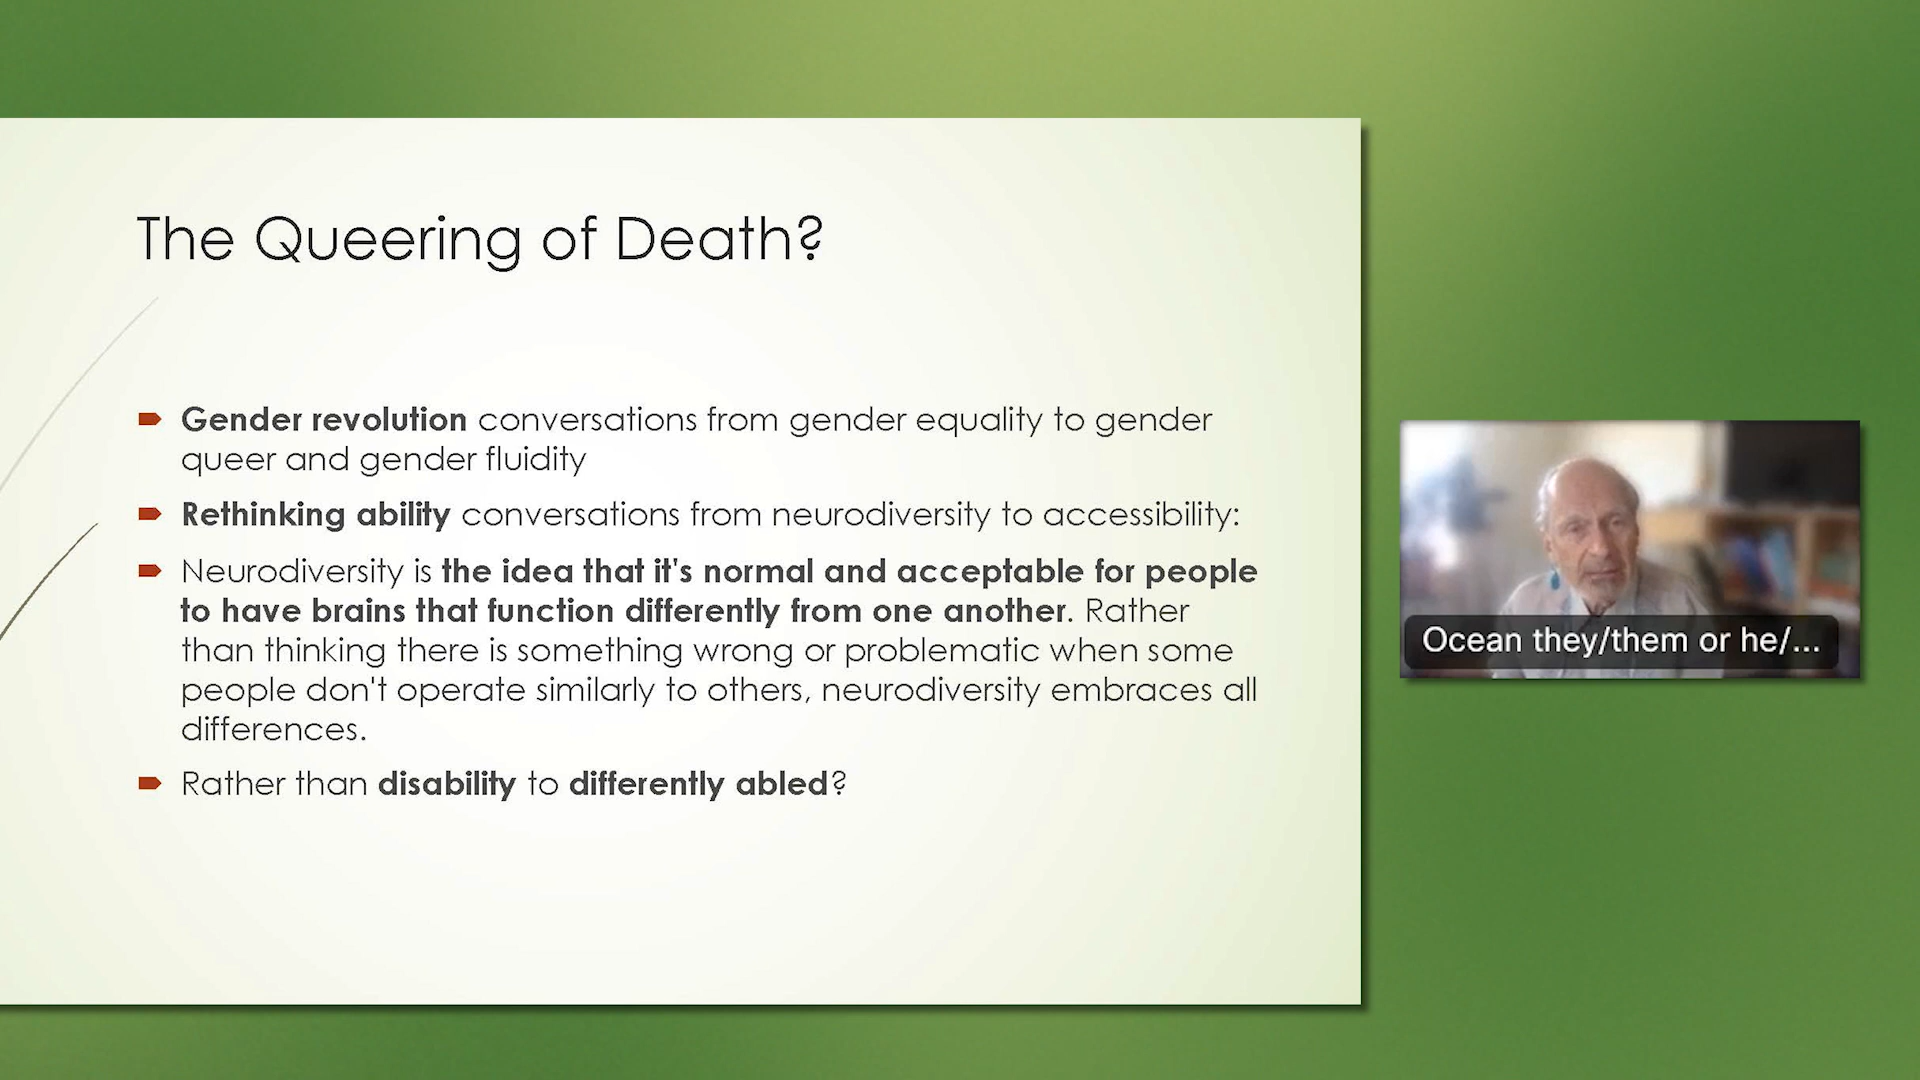 The Queering of Death?
Gender revolution conversations from gender equality to gender
queer and gender fluidity
Rethinking ability conversations from neurodiversity to accessibility:
Neurodiversity is the idea that it's normal and acceptable for people
to have brains that function differently from one another. Rather
than thinking there is something wrong or problematic when some
people don't operate similarly to others, neurodiversity embraces all
differences.
Rather than disability to differently abled?
Ocean they/them or he/...